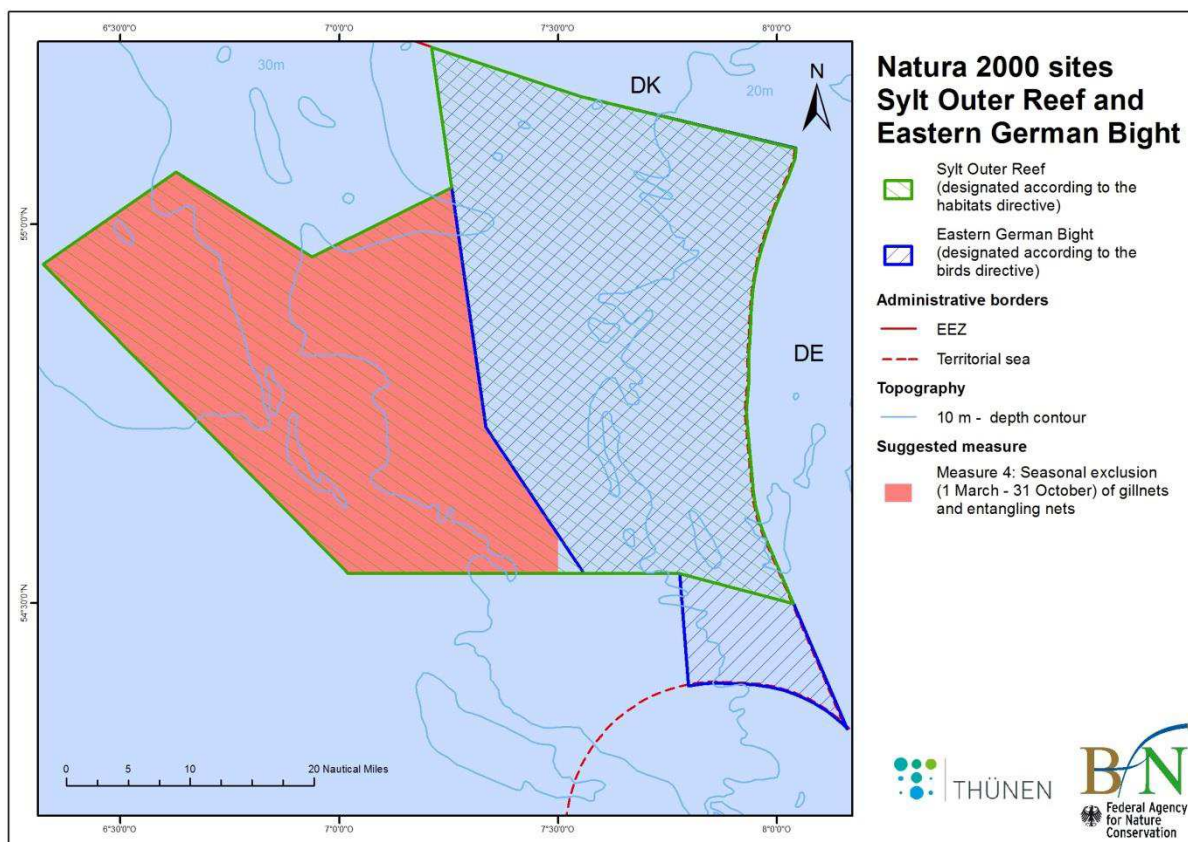 6°30'0"O
7°0'0"O
7°30'0"O
8°0'0"O
30m
DK
N
20m
55°0'0"N
DE
54°30'0"N
0 5 10 20 Nautical Miles
6°30'0"O
7°0'0"O
7°30'0"O
8°0'0"O
Natura 2000 sites
Sylt Outer Reef and
Eastern German Bight
Sylt Outer Reef
(designated according to the
habitats directive)
Eastern German Bight
(designated according to the
birds directive)
Administrative borders
EEZ
Territorial sea
Topography
10 m - depth contour
Suggested measure
Measure 4: Seasonal exclusion
(1 March - 31 October) of gillnets
and entangling nets
THÜNEN
BfN
Federal Agency
for Nature
Conservation